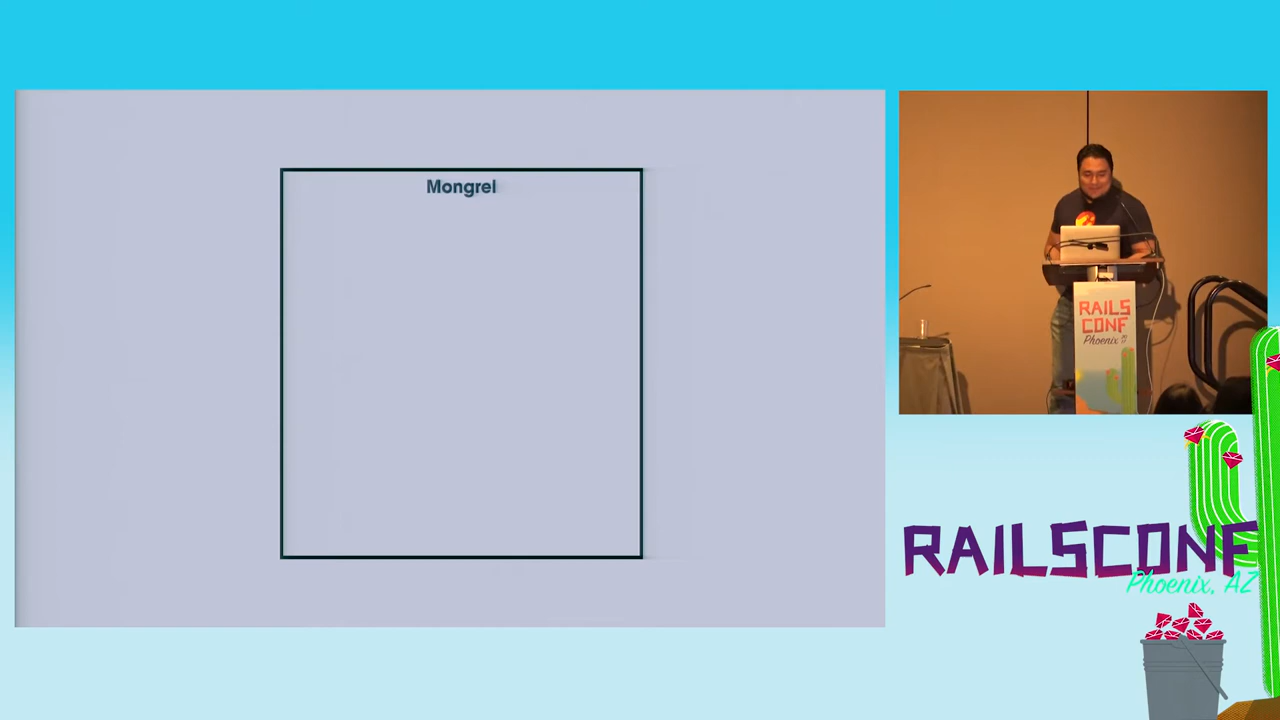 Mongrel
RAILS
CONF
Phoenix
RAILSCONF
Phoenix, AZ